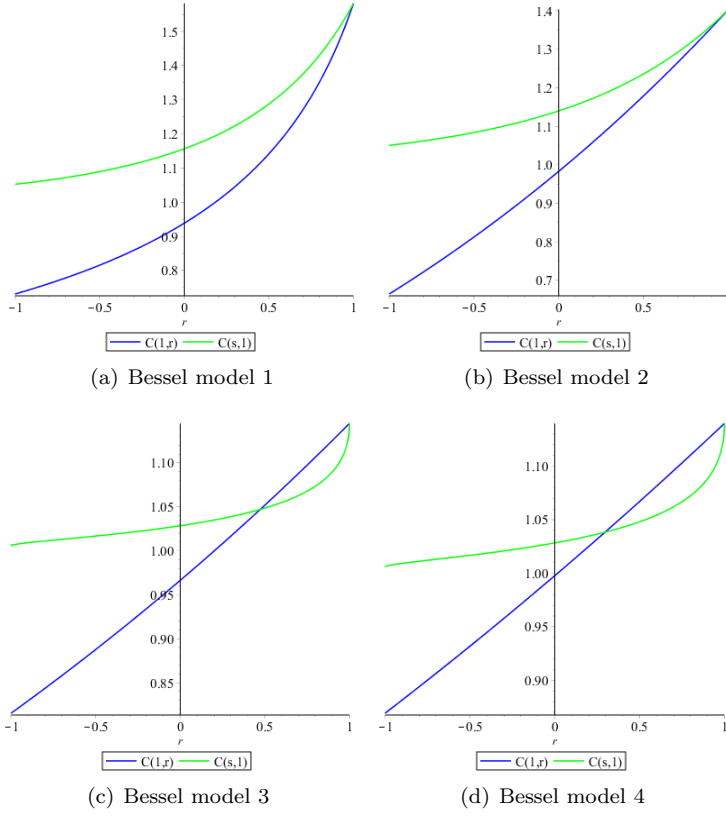 1.5
1.4
1.3
1.2
1.1
1.0
0.9
0.8
−1 −0.5 0 0.5 1
r
C(1,r) C(s,1)
(a) Bessel model 1
1.4
1.3
1.2
1.1
1.0
0.9
0.8
0.7
−1 −0.5 0 0.5
r
C(1,r) C(s,1)
(b) Bessel model 2
1.10
1.05
1.00
0.95
0.90
0.85
−1 −0.5 0 0.5 1
r
C(1,r) C(s,1)
(c) Bessel model 3
1.10
1.05
1.00
0.95
0.90
−1 −0.5 0 0.5 1
r
C(1,r) C(s,1)
(d) Bessel model 4